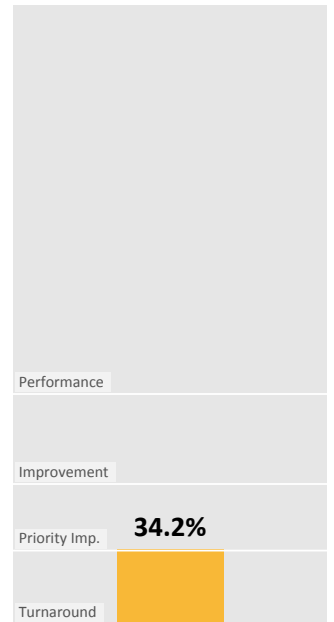 Performance
Improvement
34.2%
Priority Imp.
Turnaround